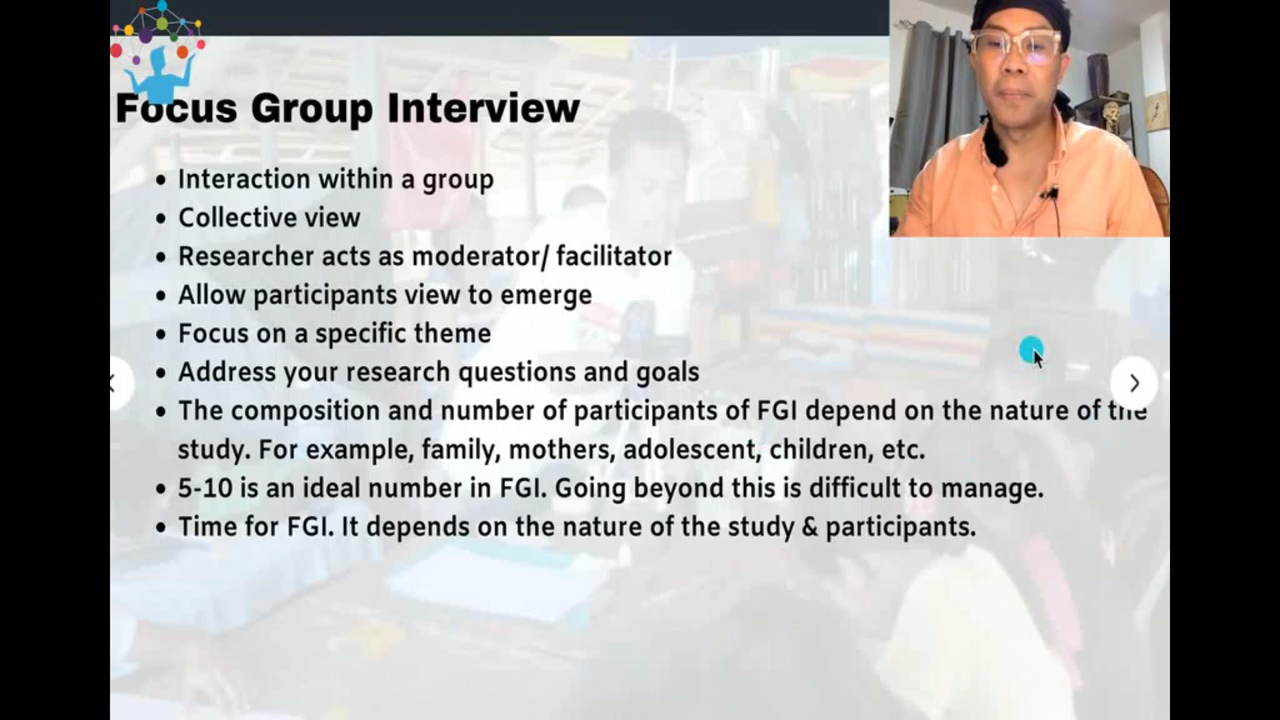 Focus Group Interview
• Interaction within a group
• Collective view
• Researcher acts as moderator/ facilitator
• Allow participants view to emerge
• Focus on a specific theme
• Address your research questions and goals
• The composition and number of participants of FGI depend on the nature of the
study. For example, family, mothers, adolescent, children, etc.
• 5-10 is an ideal number in FGI. Going beyond this is difficult to manage.
• Time for FGI. It depends on the nature of the study & participants.